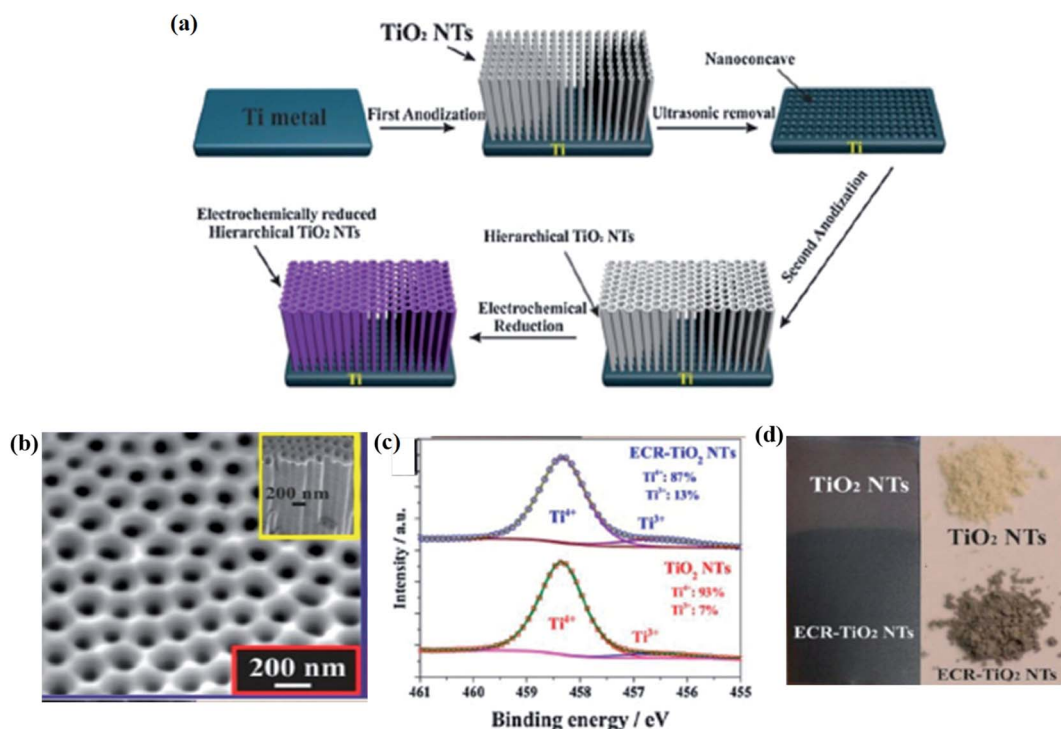 (a)
TiO₂ NTs
Nanoconcave
Ti metal
First Anodization
Ultrasonic removal
Ti
Ti
Second Anodization
Electrochemically reduced
Hierarchical TiO₂ NTs
Hierarchical TiO₂ NTs
Electrochemical
Reduction
Ti
Ti
(b)
200 nm
200 nm
(c)
ECR-TiO₂ NTs
Ti⁴⁺: 87%
Ti³⁺: 13%
Ti⁴⁺
Ti³⁺
TiO₂ NTs
Ti⁴⁺: 93%
Ti³⁺: 7%
Ti⁴⁺
Ti³⁺
Intensity / a.u.
461 460 459 458 457 456 455
Binding energy / eV
(d)
TiO₂ NTs
TiO₂ NTs
ECR-TiO₂ NTs
ECR-TiO₂ NTs